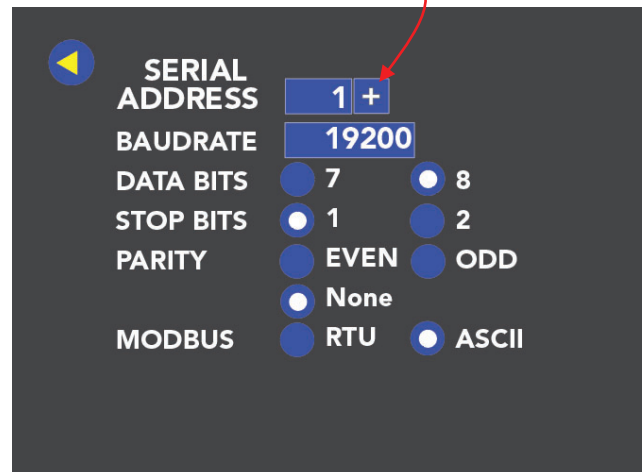 SERIAL
ADDRESS 1 +
BAUDRATE 19200
DATA BITS 7 8
STOP BITS 1 2
PARITY EVEN ODD
None
MODBUS RTU ASCII